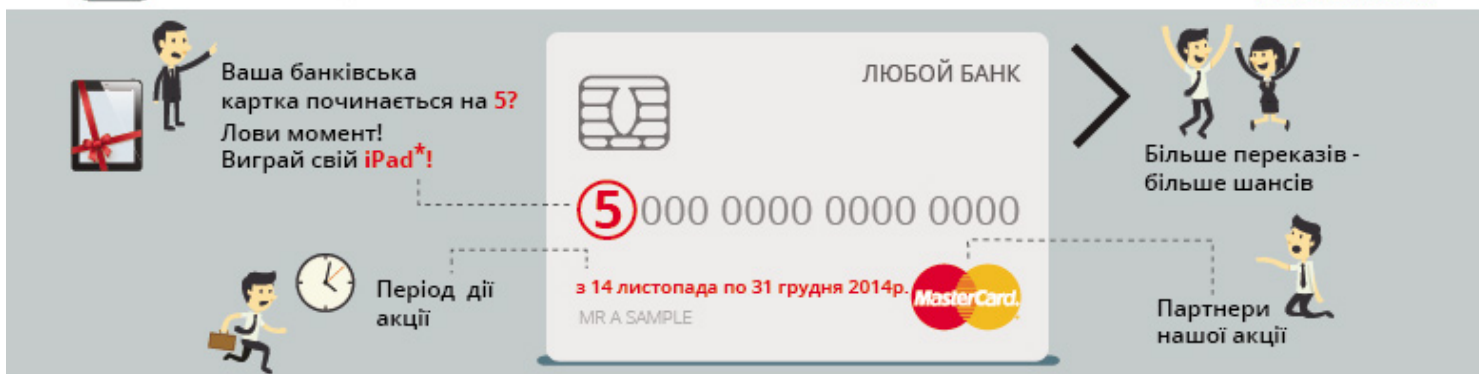 Ваша банківська
картка починається на 5?
Лови момент!
Виграй свій iPad*!
ЛЮБОЙ БАНК
5000 0000 0000 0000
Більше переказів -
більше шансів
Період дії
акції
з 14 листопада по 31 грудня 2014р.
MR A SAMPLE
MasterCard.
Партнери
нашої акції